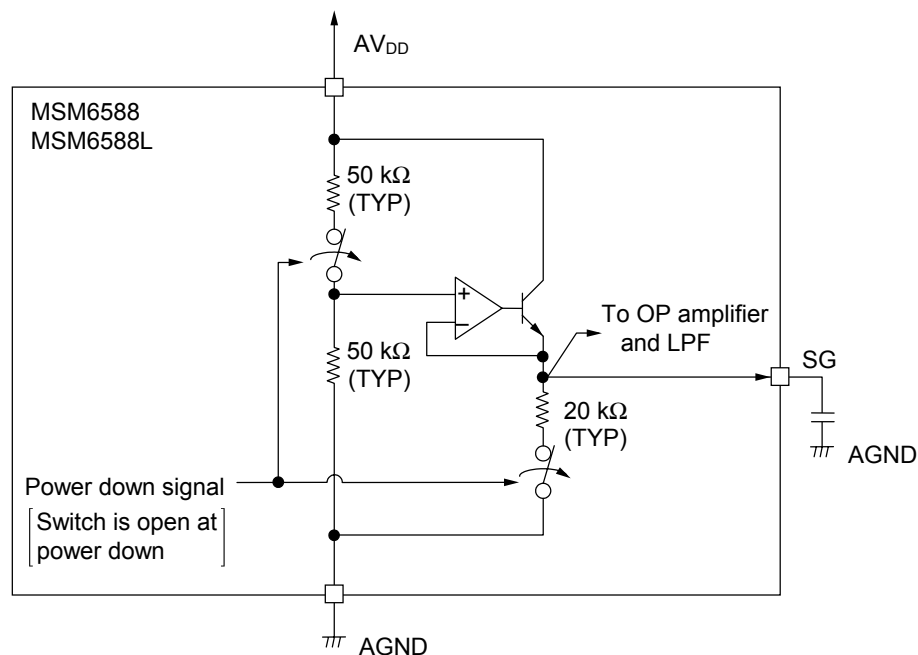 AVDD
MSM6588
MSM6588L
50 kΩ
(TYP)
+
−
To OP amplifier
and LPF
SG
50 kΩ
(TYP)
20 kΩ
(TYP)
AGND
Power down signal
Switch is open at
power down
AGND